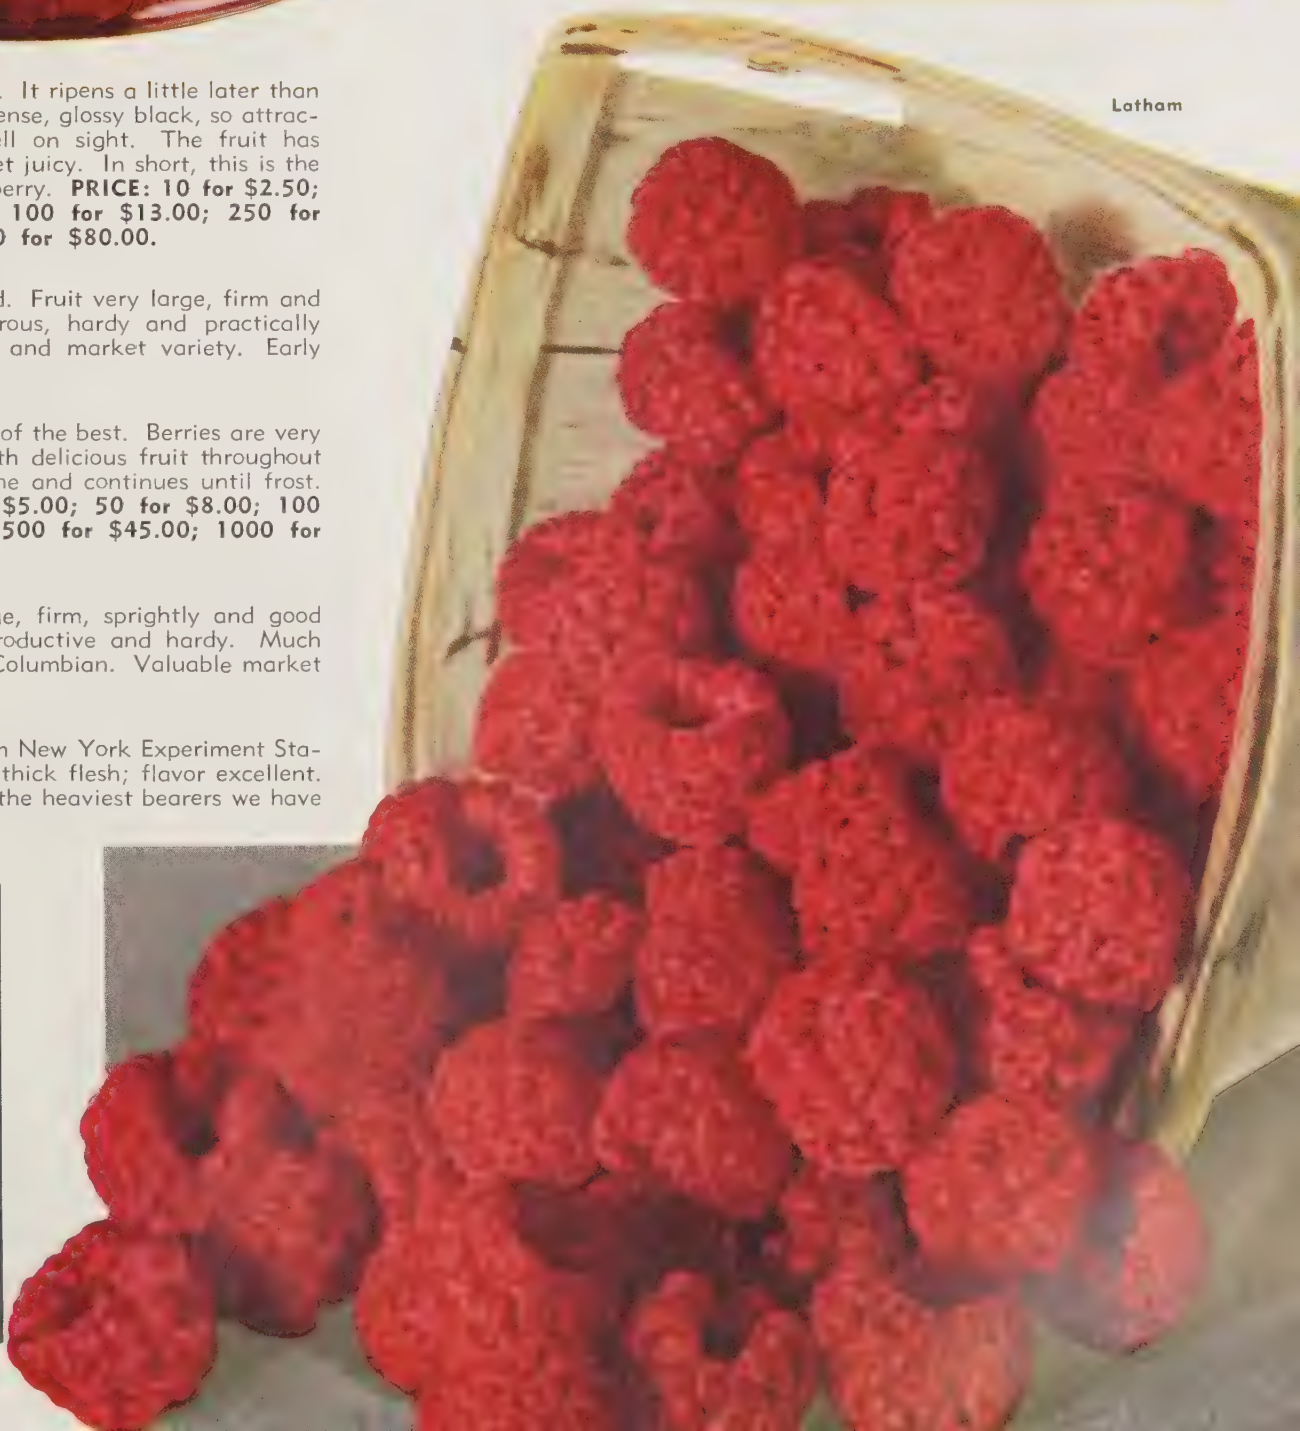 . It ripens a little later than
ense, glossy black, so attrac-
ell on sight. The fruit has
et juicy. In short, this is the
berry. PRICE: 10 for $2.50;
100 for $13.00; 250 for
0 for $80.00.
d. Fruit very large, firm and
rous, hardy and practically
and market variety. Early
of the best. Berries are very
th delicious fruit throughout
ne and continues until frost.
$5.00; 50 for $8.00; 100
500 for $45.00; 1000 for
ge, firm, sprightly and good
roductive and hardy. Much
Columbian. Valuable market
n New York Experiment Sta-
thick flesh; flavor excellent.
the heaviest bearers we have
Latham